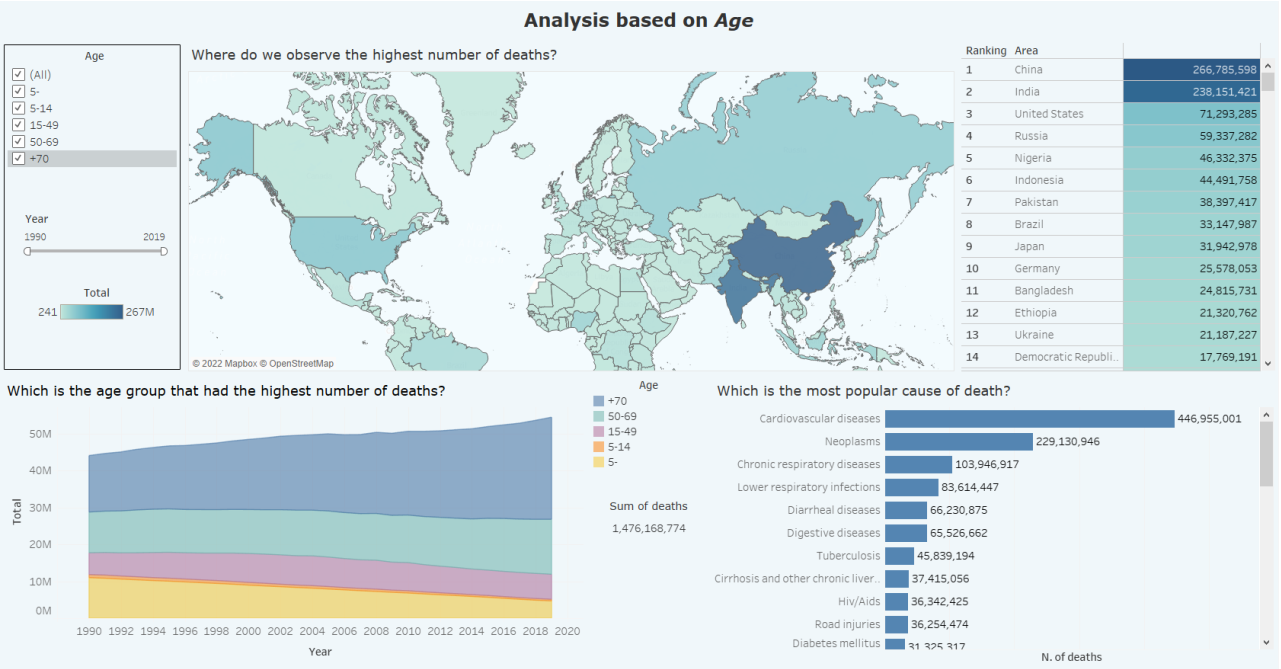 Analysis based on Age
Age
(All)
5-
5-14
15-49
50-69
+70
Year
1990 2019
Total
241 267M
Where do we observe the highest number of deaths?
© 2022 Mapbox © OpenStreetMap
Ranking Area
1 China 266,785,598
2 India 238,151,421
3 United States 71,293,285
4 Russia 59,337,282
5 Nigeria 46,332,375
6 Indonesia 44,491,758
7 Pakistan 38,397,417
8 Brazil 33,147,987
9 Japan 31,942,978
10 Germany 25,578,053
11 Bangladesh 24,815,731
12 Ethiopia 21,320,762
13 Ukraine 21,187,227
14 Democratic Republi.. 17,769,191
Which is the age group that had the highest number of deaths?
Total
50M
40M
30M
20M
10M
0M
1990 1992 1994 1996 1998 2000 2002 2004 2006 2008 2010 2012 2014 2016 2018 2020
Year
Age
+70
50-69
15-49
5-14
5-
Sum of deaths
1,476,168,774
Which is the most popular cause of death?
Cardiovascular diseases 446,955,001
Neoplasms 229,130,946
Chronic respiratory diseases 103,946,917
Lower respiratory infections 83,614,447
Diarrheal diseases 66,230,875
Digestive diseases 65,526,662
Tuberculosis 45,839,194
Cirrhosis and other chronic liver.. 37,415,056
Hiv/Aids 36,342,425
Road injuries 36,254,474
Diabetes mellitus 31,325,317
N. of deaths